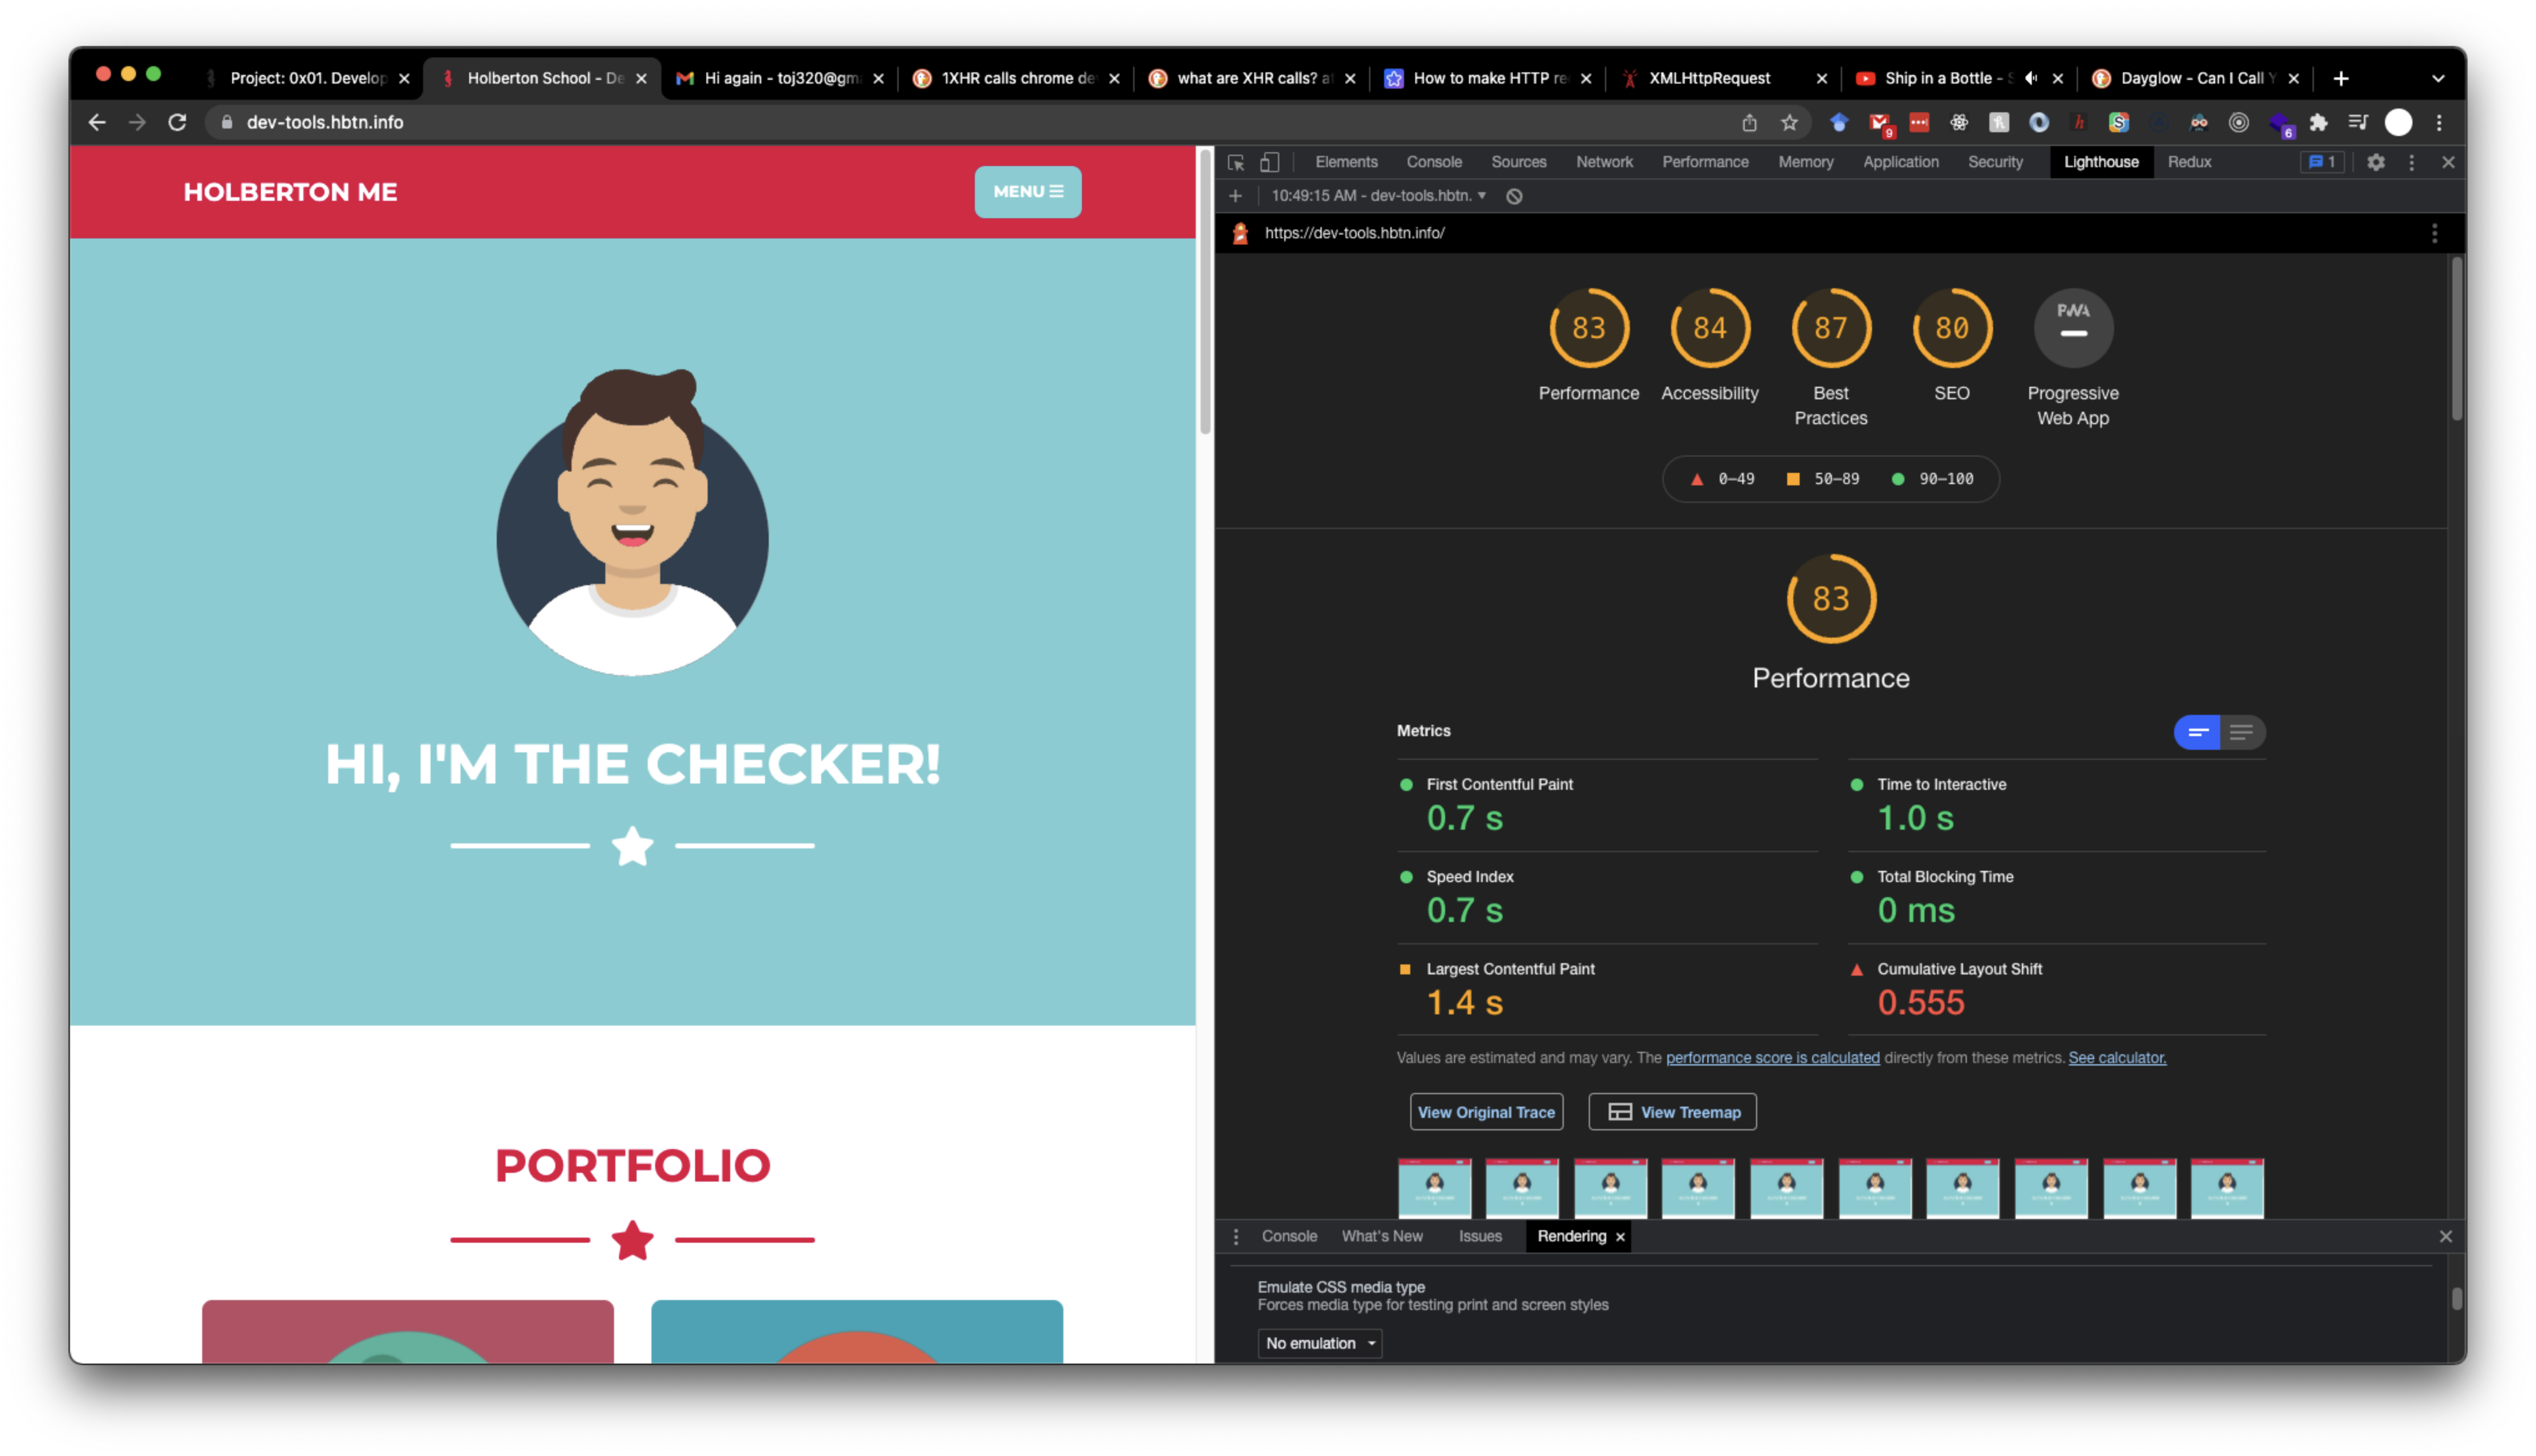 Project: 0x01. Develop
Holberton School - De
Hi again - toj320@gm
1XHR calls chrome de
what are XHR calls? a
How to make HTTP re
XMLHttpRequest
Ship in a Bottle - S
Dayglow - Can I Call Y
dev-tools.hbtn.info
9
6
HOLBERTON ME
MENU
HI, I'M THE CHECKER!
PORTFOLIO
Elements
Console
Sources
Network
Performance
Memory
Application
Security
Lighthouse
Redux
1
10:49:15 AM - dev-tools.hbtn.
https://dev-tools.hbtn.info/
83
84
87
80
PWA
Performance
Accessibility
Best
Practices
SEO
Progressive
Web App
0–49
50–89
90–100
83
Performance
Metrics
First Contentful Paint
0.7 s
Time to Interactive
1.0 s
Speed Index
0.7 s
Total Blocking Time
0 ms
Largest Contentful Paint
1.4 s
Cumulative Layout Shift
0.555
Values are estimated and may vary. The performance score is calculated directly from these metrics. See calculator.
View Original Trace
View Treemap
Console
What's New
Issues
Rendering
Emulate CSS media type
Forces media type for testing print and screen styles
No emulation